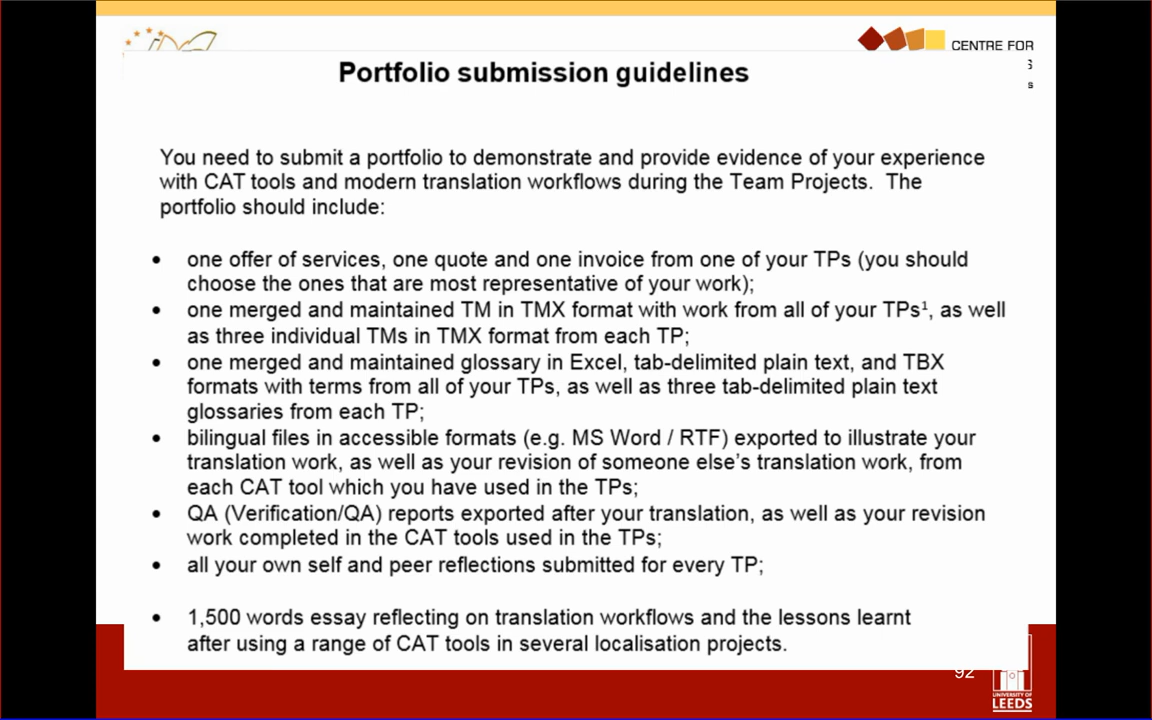 CENTRE FOR
s
Portfolio submission guidelines
You need to submit a portfolio to demonstrate and provide evidence of your experience
with CAT tools and modern translation workflows during the Team Projects. The
portfolio should include:
• one offer of services, one quote and one invoice from one of your TPs (you should
choose the ones that are most representative of your work);
• one merged and maintained TM in TMX format with work from all of your TPs¹, as well
as three individual TMs in TMX format from each TP;
• one merged and maintained glossary in Excel, tab-delimited plain text, and TBX
formats with terms from all of your TPs, as well as three tab-delimited plain text
glossaries from each TP;
• bilingual files in accessible formats (e.g. MS Word / RTF) exported to illustrate your
translation work, as well as your revision of someone else's translation work, from
each CAT tool which you have used in the TPs;
• QA (Verification/QA) reports exported after your translation, as well as your revision
work completed in the CAT tools used in the TPs;
• all your own self and peer reflections submitted for every TP;
• 1,500 words essay reflecting on translation workflows and the lessons learnt
after using a range of CAT tools in several localisation projects.
92
UNIVERSITY OF
LEEDS